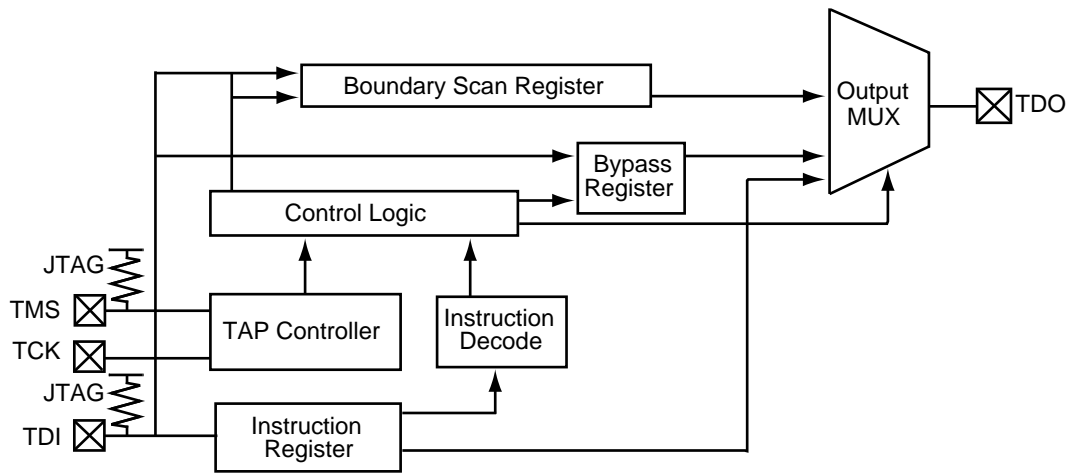 Boundary Scan Register
Output
MUX
TDO
Bypass
Register
Control Logic
JTAG
TMS
TAP Controller
Instruction
Decode
TCK
JTAG
TDI
Instruction
Register